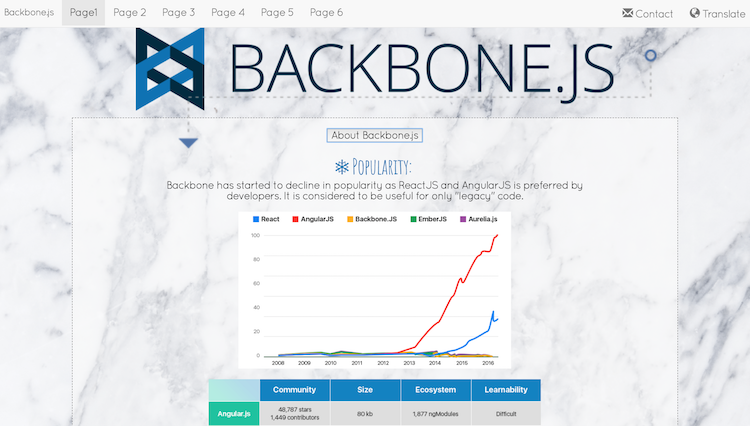 Backbone.js Page1 Page 2 Page 3 Page 4 Page 5 Page 6 Contact Translate
BACKBONE.JS
About Backbone.js
POPULARITY:
Backbone has started to decline in popularity as ReactJS and AngularJS is preferred by
developers. It is considered to be useful for only "legacy" code.
React AngularJS Backbone.JS EmberJS Aurelia.js
100
80
60
40
20
0
2008 2009 2010 2011 2012 2013 2014 2015 2016
Community Size Ecosystem Learnability
Angular.js 48,787 stars 80 kb 1,877 ngModules Difficult
1,449 contributors